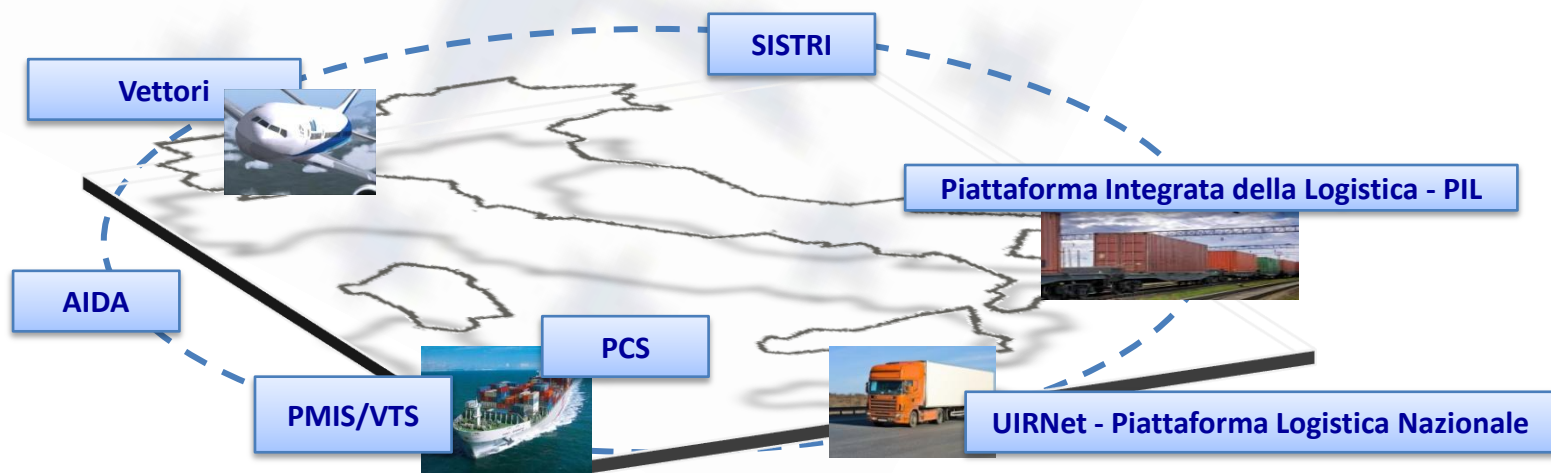 SISTRI
Vettori
Piattaforma Integrata della Logistica - PIL
AIDA
PCS
PMIS/VTS
UIRNet - Piattaforma Logistica Nazionale